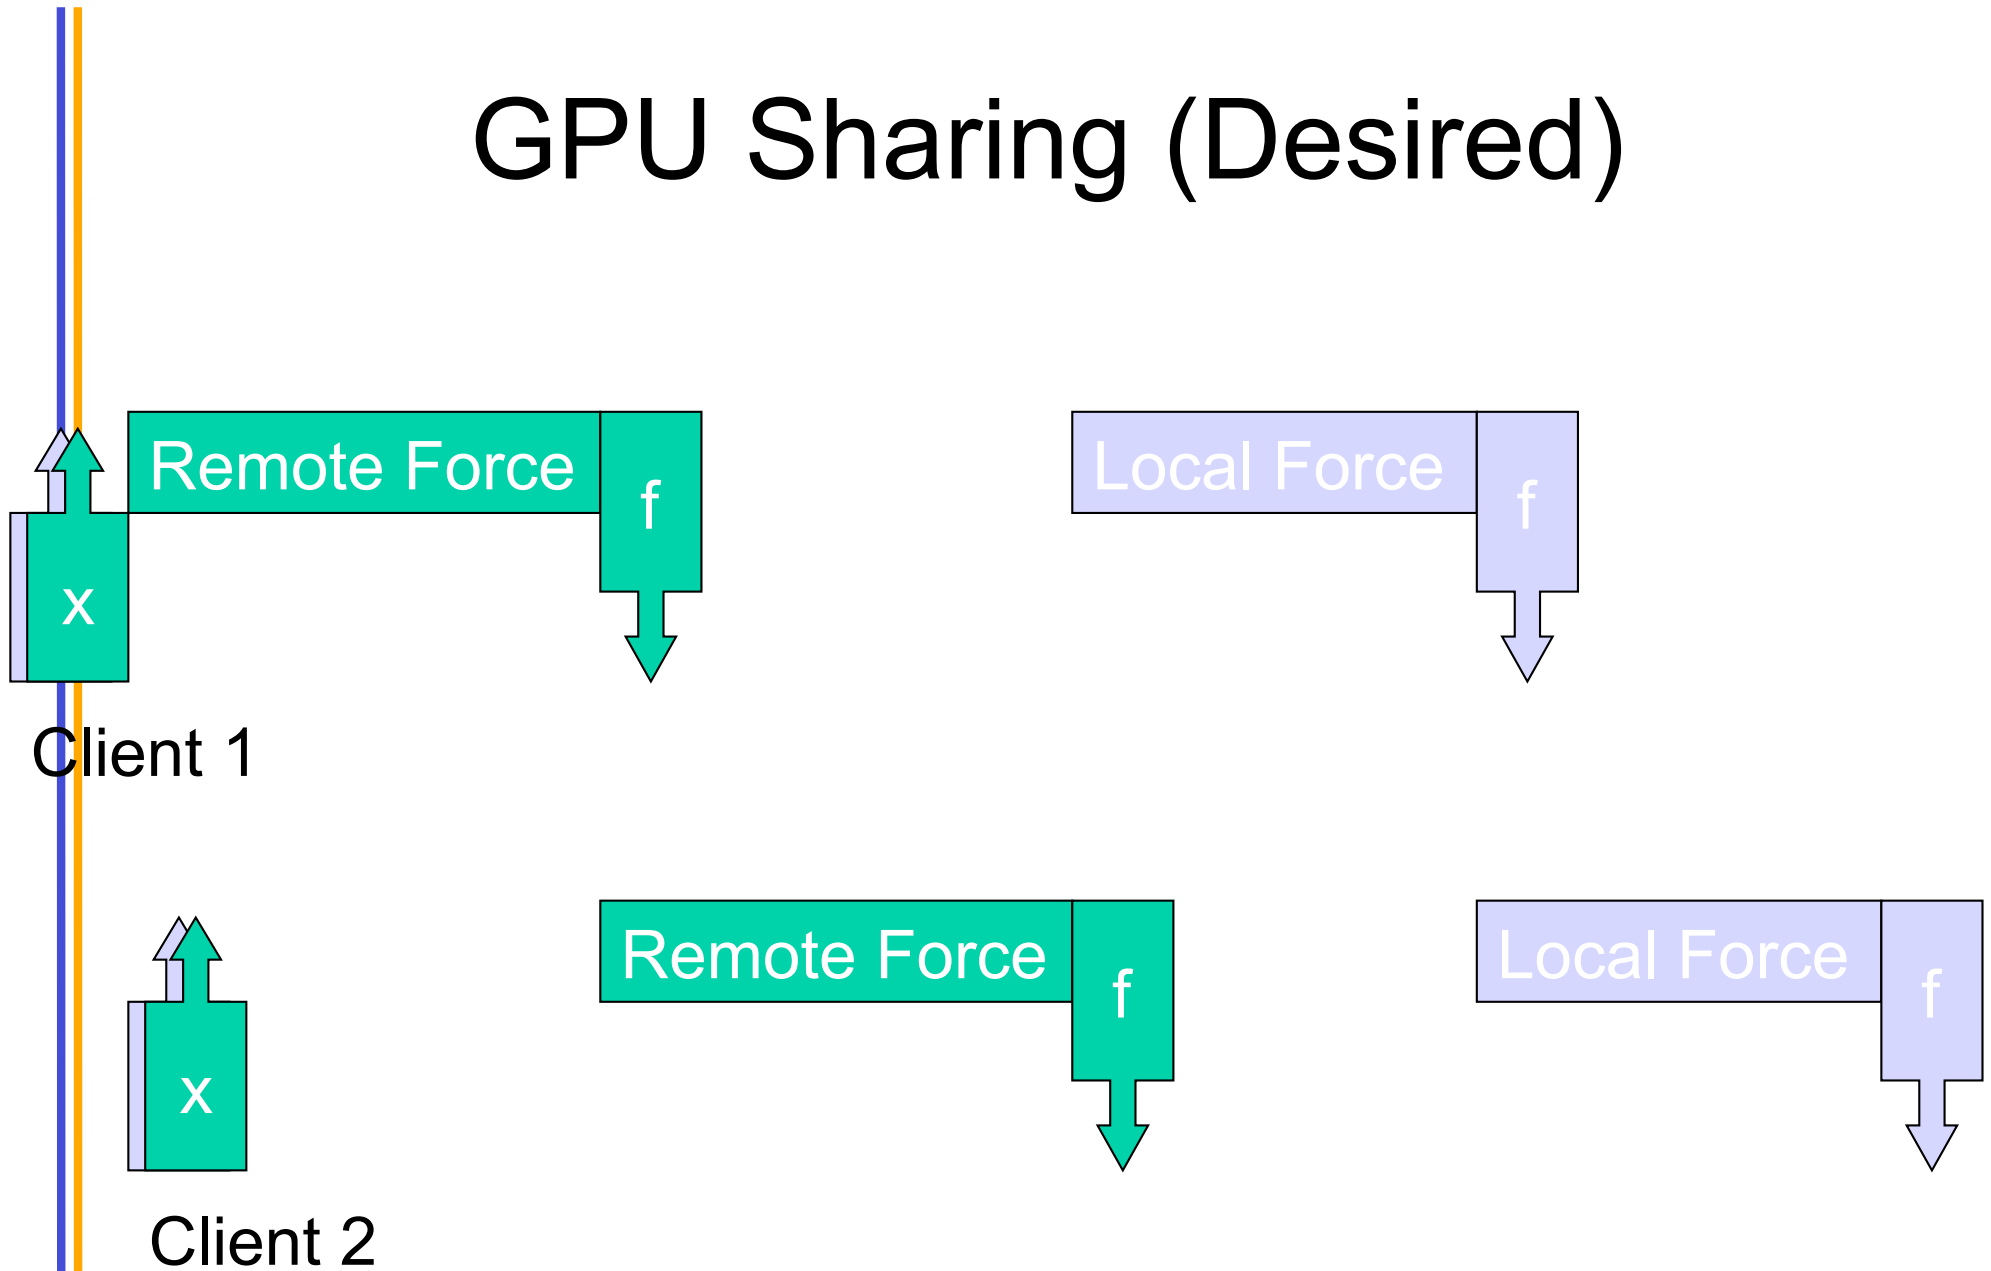 GPU Sharing (Desired)
Remote Force
f
Local Force
f
x
Client 1
Remote Force
f
Local Force
f
x
Client 2